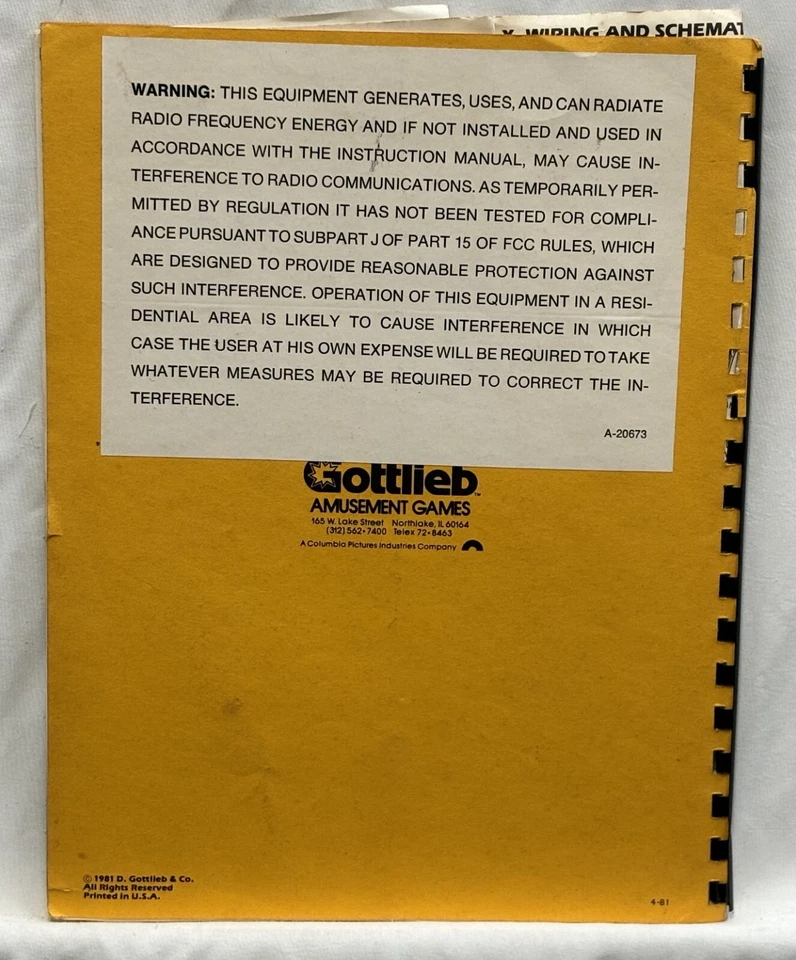 X. WIRING AND SCHEMAT
WARNING: THIS EQUIPMENT GENERATES, USES, AND CAN RADIATE
RADIO FREQUENCY ENERGY AND IF NOT INSTALLED AND USED IN
ACCORDANCE WITH THE INSTRUCTION MANUAL, MAY CAUSE IN-
TERFERENCE TO RADIO COMMUNICATIONS. AS TEMPORARILY PER-
MITTED BY REGULATION IT HAS NOT BEEN TESTED FOR COMPLI-
ANCE PURSUANT TO SUBPART J OF PART 15 OF FCC RULES, WHICH
ARE DESIGNED TO PROVIDE REASONABLE PROTECTION AGAINST
SUCH INTERFERENCE. OPERATION OF THIS EQUIPMENT IN A RESI-
DENTIAL AREA IS LIKELY TO CAUSE INTERFERENCE IN WHICH
CASE THE USER AT HIS OWN EXPENSE WILL BE REQUIRED TO TAKE
WHATEVER MEASURES MAY BE REQUIRED TO CORRECT THE IN-
TERFERENCE.
A-20673
Gottlieb™
AMUSEMENT GAMES
165 W. Lake Street Northlake, IL 60164
(312) 562•7400 Telex 72•8463
A Columbia Pictures Industries Company
© 1981 D. Gottlieb & Co.
All Rights Reserved
Printed in U.S.A.
4-81